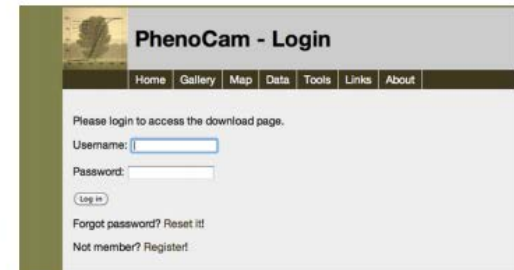 PhenoCam - Login
Home Gallery Map Data Tools Links About
Please login to access the download page.
Username:
Password:
Log in
Forgot password? Reset it!
Not member? Register!